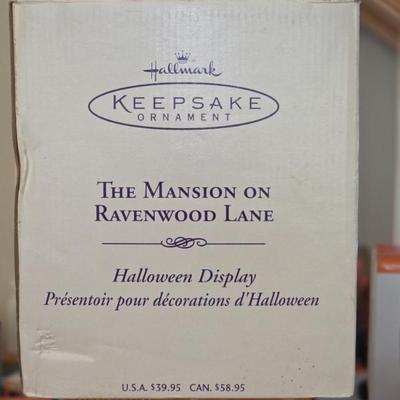 Hallmark
KEEPSAKE
ORNAMENT
THE MANSION ON
RAVENWOOD LANE
Halloween Display
Présentoir pour décorations d'Halloween
U.S.A. $39.95 CAN. $58.95